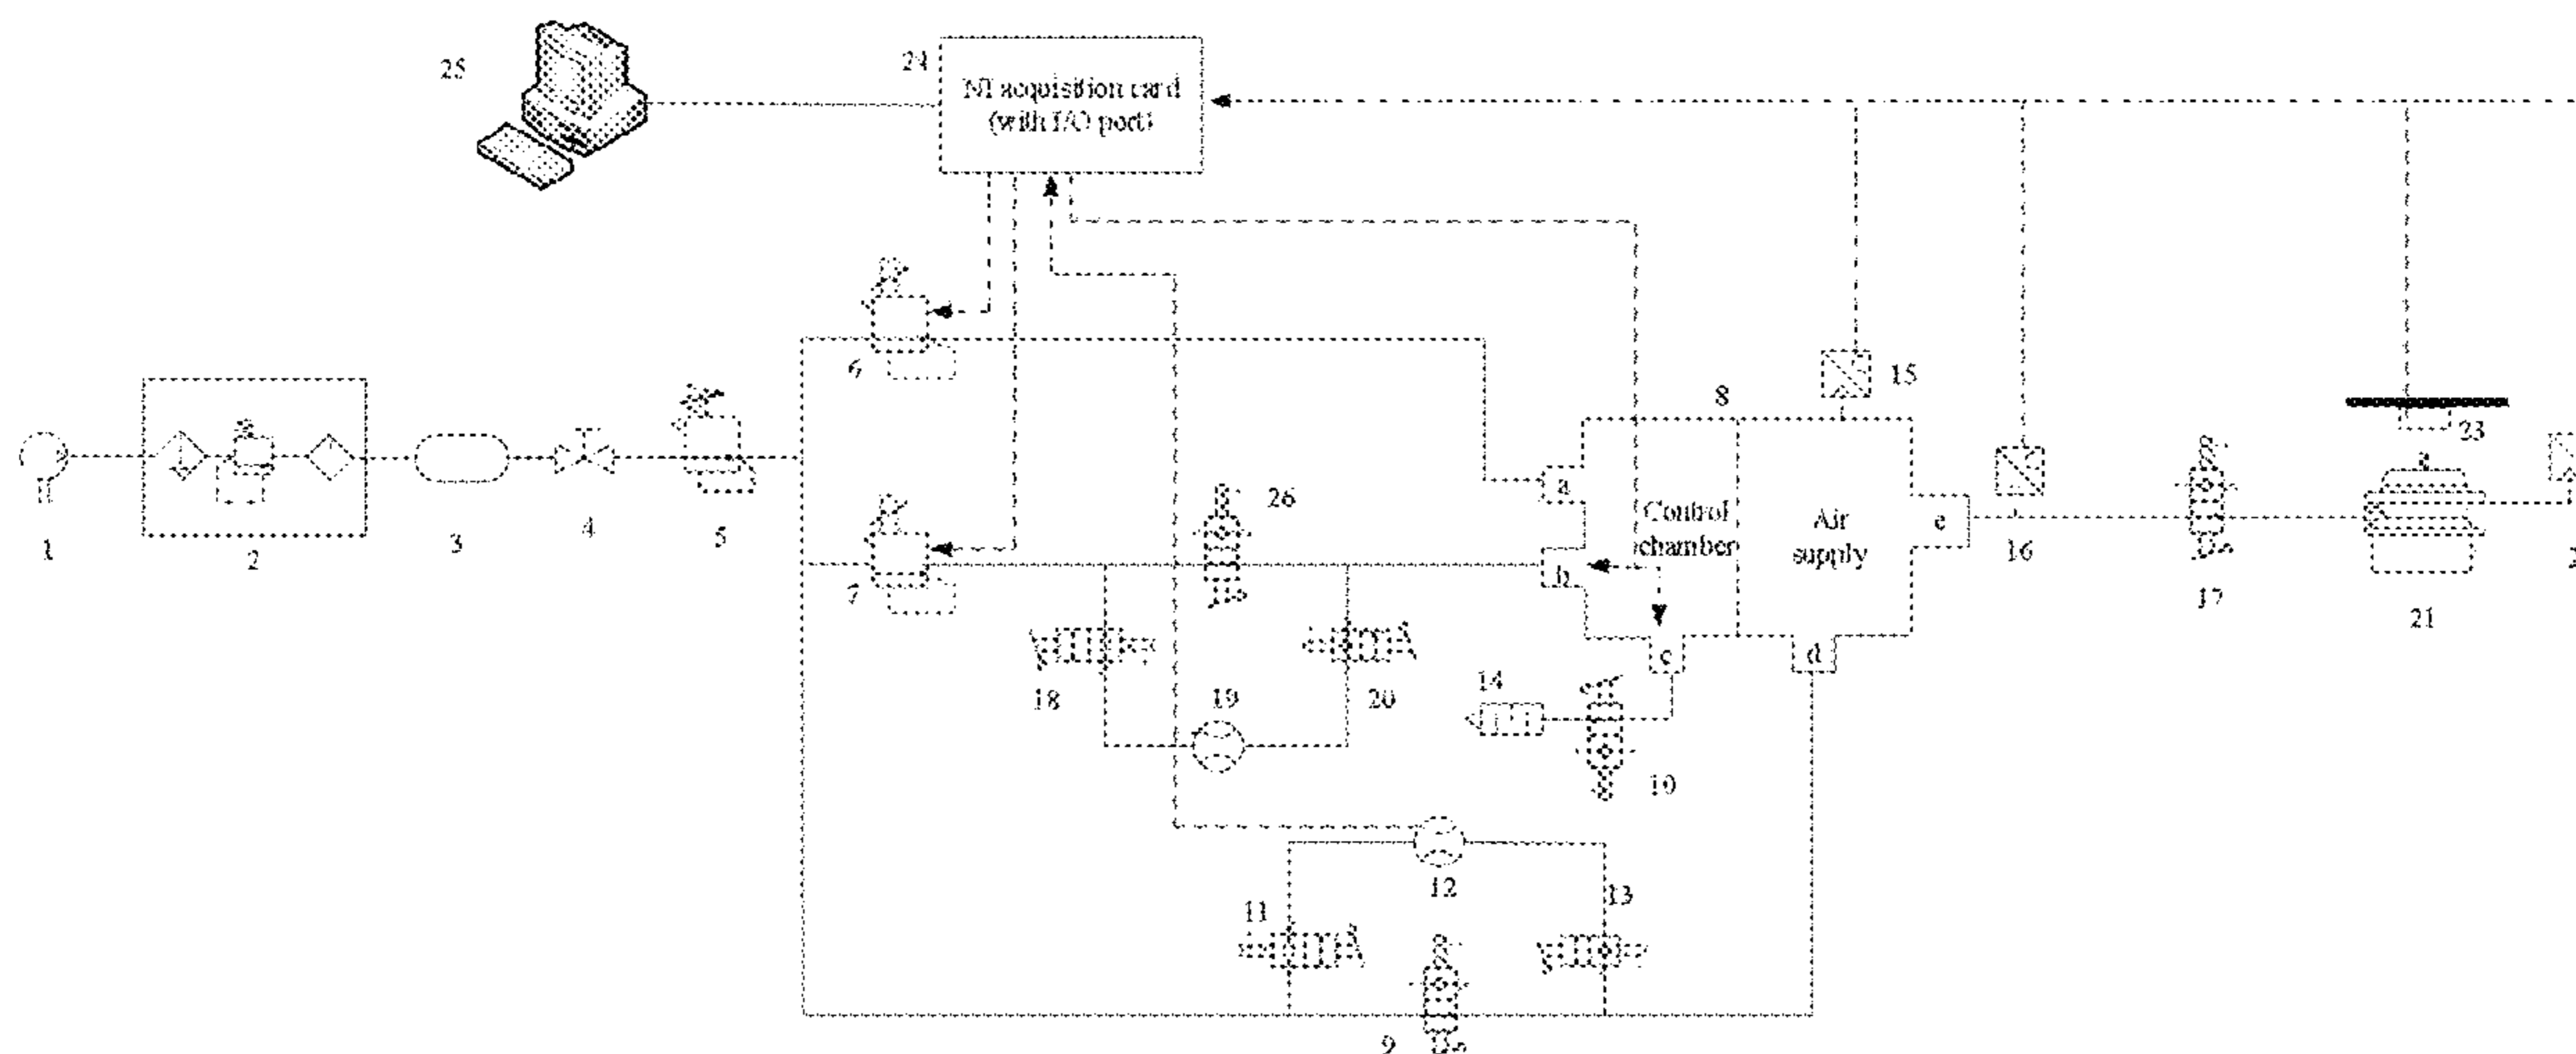 25
24
NI acquisition card
(with I/O port)
6
8
15
23
a
26
Control
chamber
Air
supply
e
1
2
3
4
5
16
7
b
17
21
c
d
14
18
19
20
10
12
13
11
9